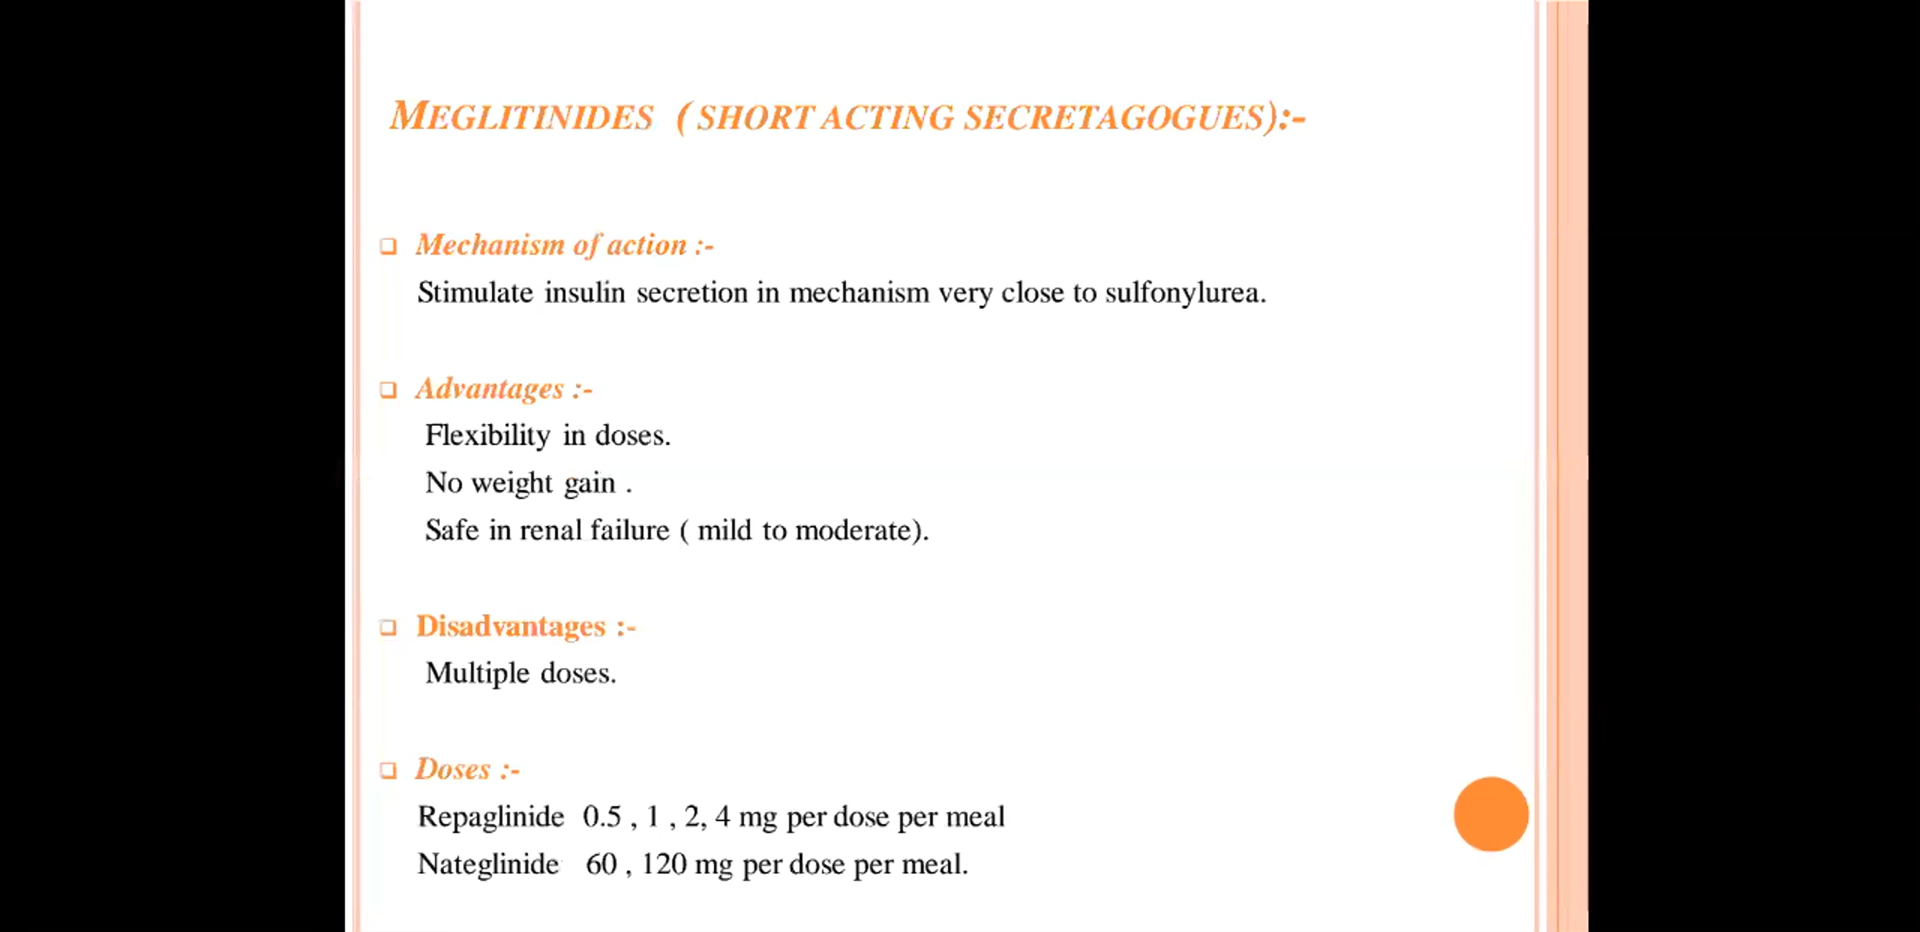 MEGLITINIDES ( SHORT ACTING SECRETAGOGUES):-
Mechanism of action :-
Stimulate insulin secretion in mechanism very close to sulfonylurea.
Advantages :-
Flexibility in doses.
No weight gain .
Safe in renal failure ( mild to moderate).
Disadvantages :-
Multiple doses.
Doses :-
Repaglinide 0.5 , 1 , 2, 4 mg per dose per meal
Nateglinide 60 , 120 mg per dose per meal.